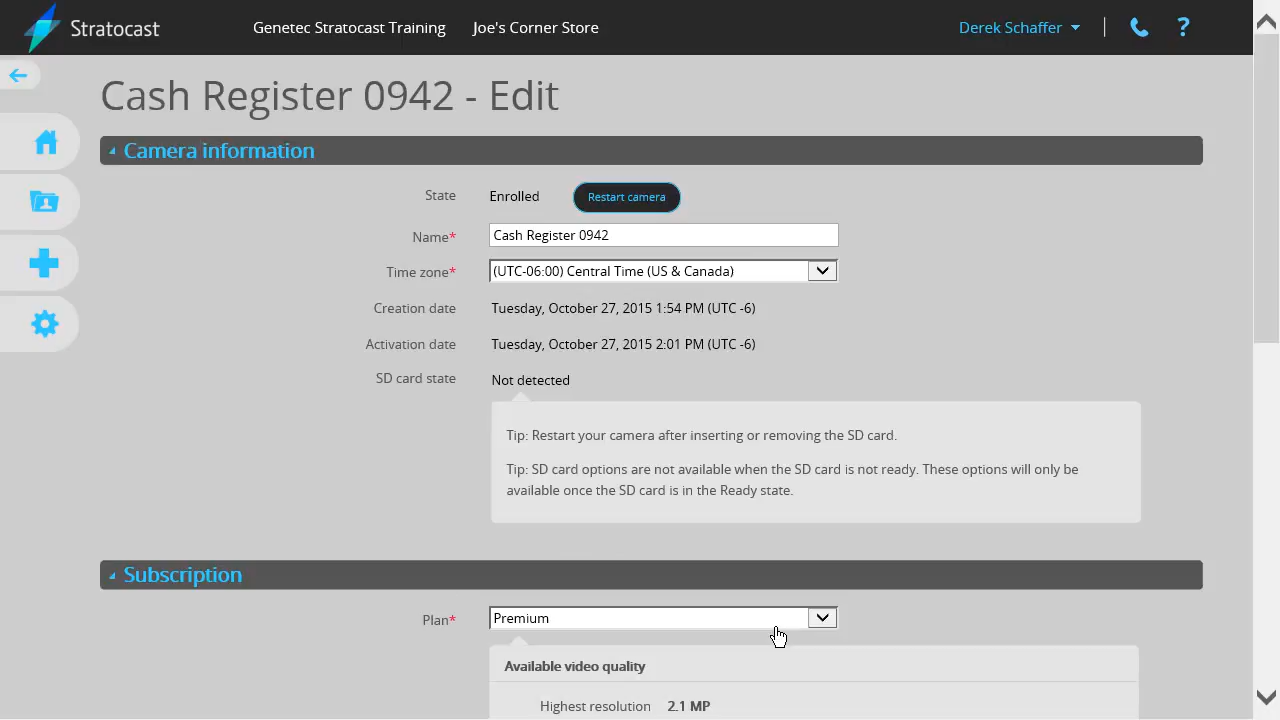 Stratocast
Genetec Stratocast Training
Joe's Corner Store
Derek Schaffer
?
Cash Register 0942 - Edit
Camera information
State
Enrolled
Restart camera
Name*
Cash Register 0942
Time zone*
(UTC-06:00) Central Time (US & Canada)
Creation date
Tuesday, October 27, 2015 1:54 PM (UTC -6)
Activation date
Tuesday, October 27, 2015 2:01 PM (UTC -6)
SD card state
Not detected
Tip: Restart your camera after inserting or removing the SD card.
Tip: SD card options are not available when the SD card is not ready. These options will only be
available once the SD card is in the Ready state.
Subscription
Plan*
Premium
Available video quality
Highest resolution
2.1 MP